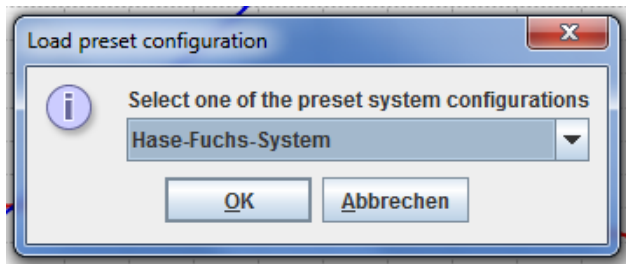 Load preset configuration
Select one of the preset system configurations
Hase-Fuchs-System
OK
Abbrechen